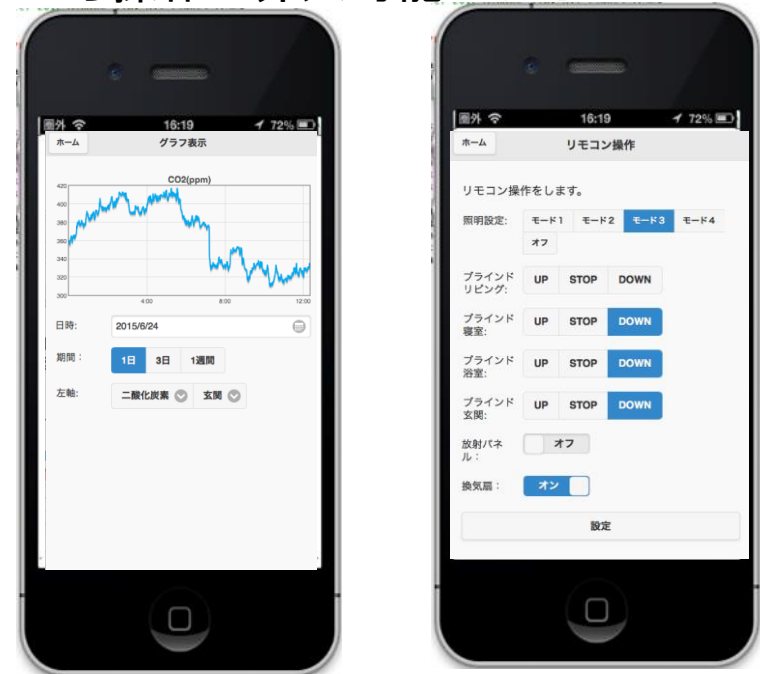 圏外 16:19 72%
ホーム グラフ表示
CO2(ppm)
420
400
380
360
340
320
300
4:00 8:00 12:00
日時: 2015/6/24
期間： 1日 3日 1週間
左軸: 二酸化炭素 玄関
圏外 16:19 72%
ホーム リモコン操作
リモコン操作をします。
照明設定: モード1 モード2 モード3 モード4
オフ
ブラインド
リビング: UP STOP DOWN
ブラインド
寝室: UP STOP DOWN
ブラインド
浴室: UP STOP DOWN
ブラインド
玄関: UP STOP DOWN
放射パネ
ル： オフ
換気扇： オン
設定